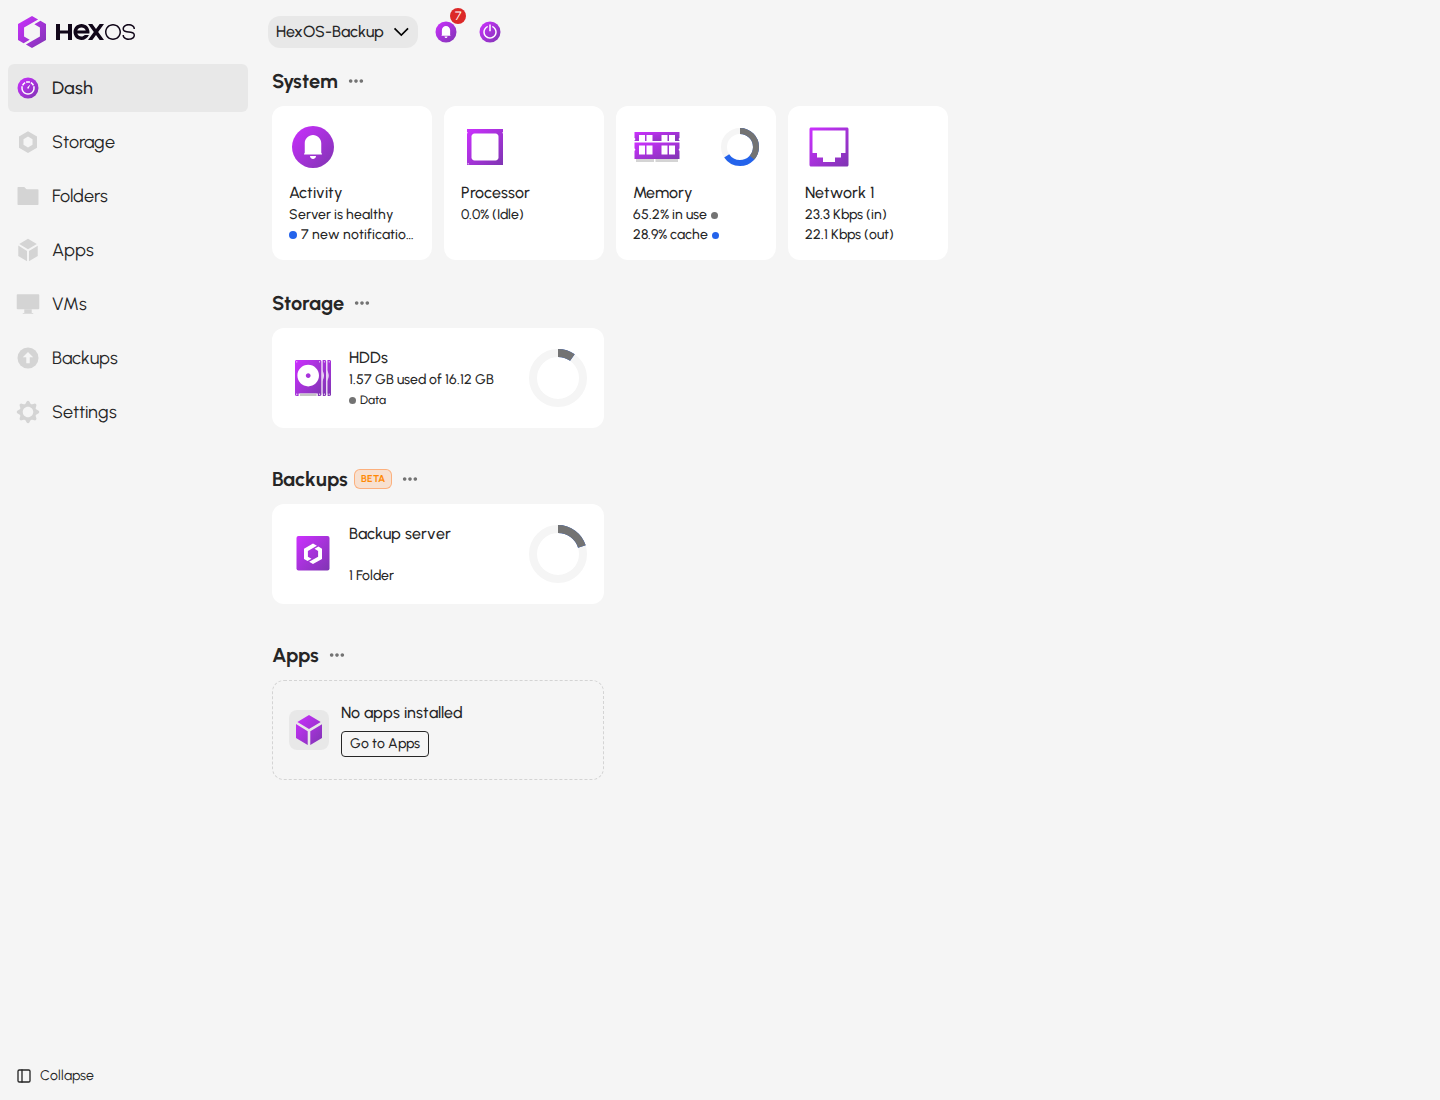 HexOS
HexOS-Backup
7
Dash
Storage
Folders
Apps
VMs
Backups
Settings
System
Activity
Server is healthy
7 new notificatio...
Processor
0.0% (Idle)
Memory
65.2% in use
28.9% cache
Network 1
23.3 Kbps (in)
22.1 Kbps (out)
Storage
HDDs
1.57 GB used of 16.12 GB
Data
Backups BETA
Backup server
1 Folder
Apps
No apps installed
Go to Apps
Collapse